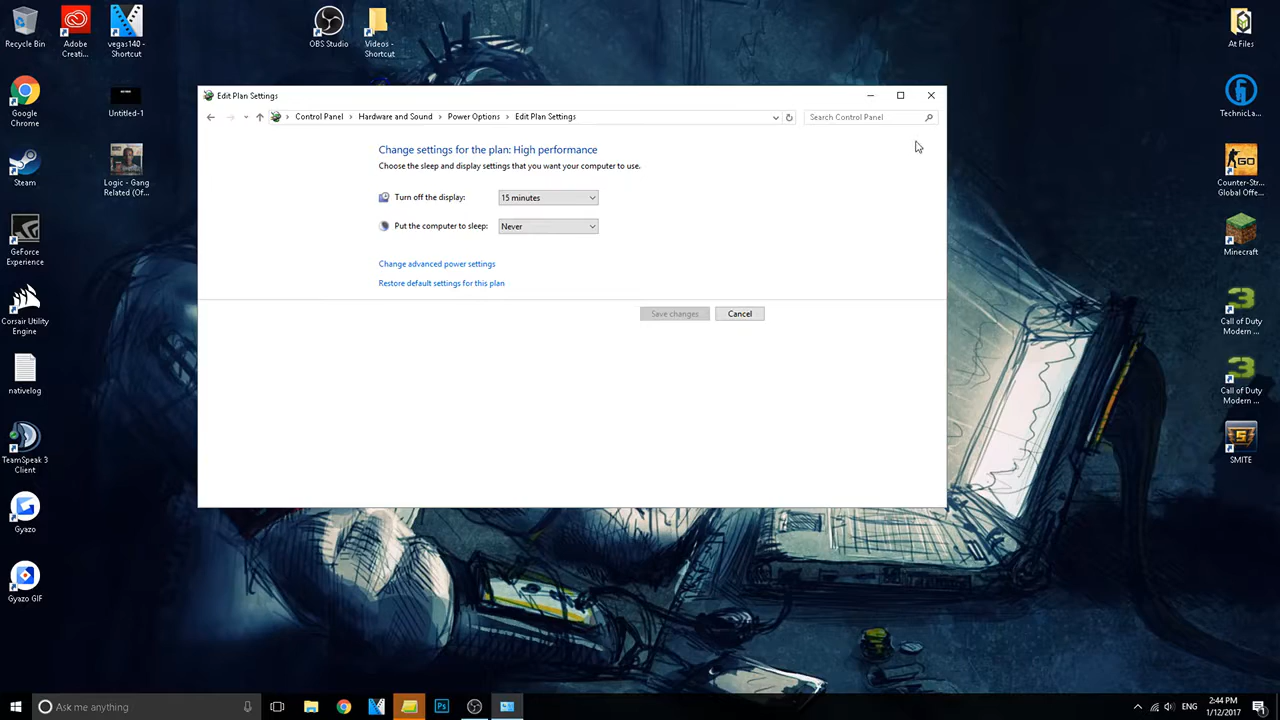 Recycle Bin
Adobe
Creati...
vegas140 -
Shortcut
OBS Studio
Videos -
Shortcut
At Files
Google
Chrome
Untitled-1
TechnicLa...
Steam
Logic - Gang
Related (Of...
Counter-Str...
Global Offe...
GeForce
Experience
Minecraft
Corsair Utility
Engine
Call of Duty
Modern ...
nativelog
Call of Duty
Modern ...
TeamSpeak 3
Client
SMITE
Gyazo
Gyazo GIF
Edit Plan Settings
Control Panel > Hardware and Sound > Power Options > Edit Plan Settings
Search Control Panel
Change settings for the plan: High performance
Choose the sleep and display settings that you want your computer to use.
Turn off the display: 15 minutes
Put the computer to sleep: Never
Change advanced power settings
Restore default settings for this plan
Save changes Cancel
Ask me anything
2:44 PM
1/12/2017